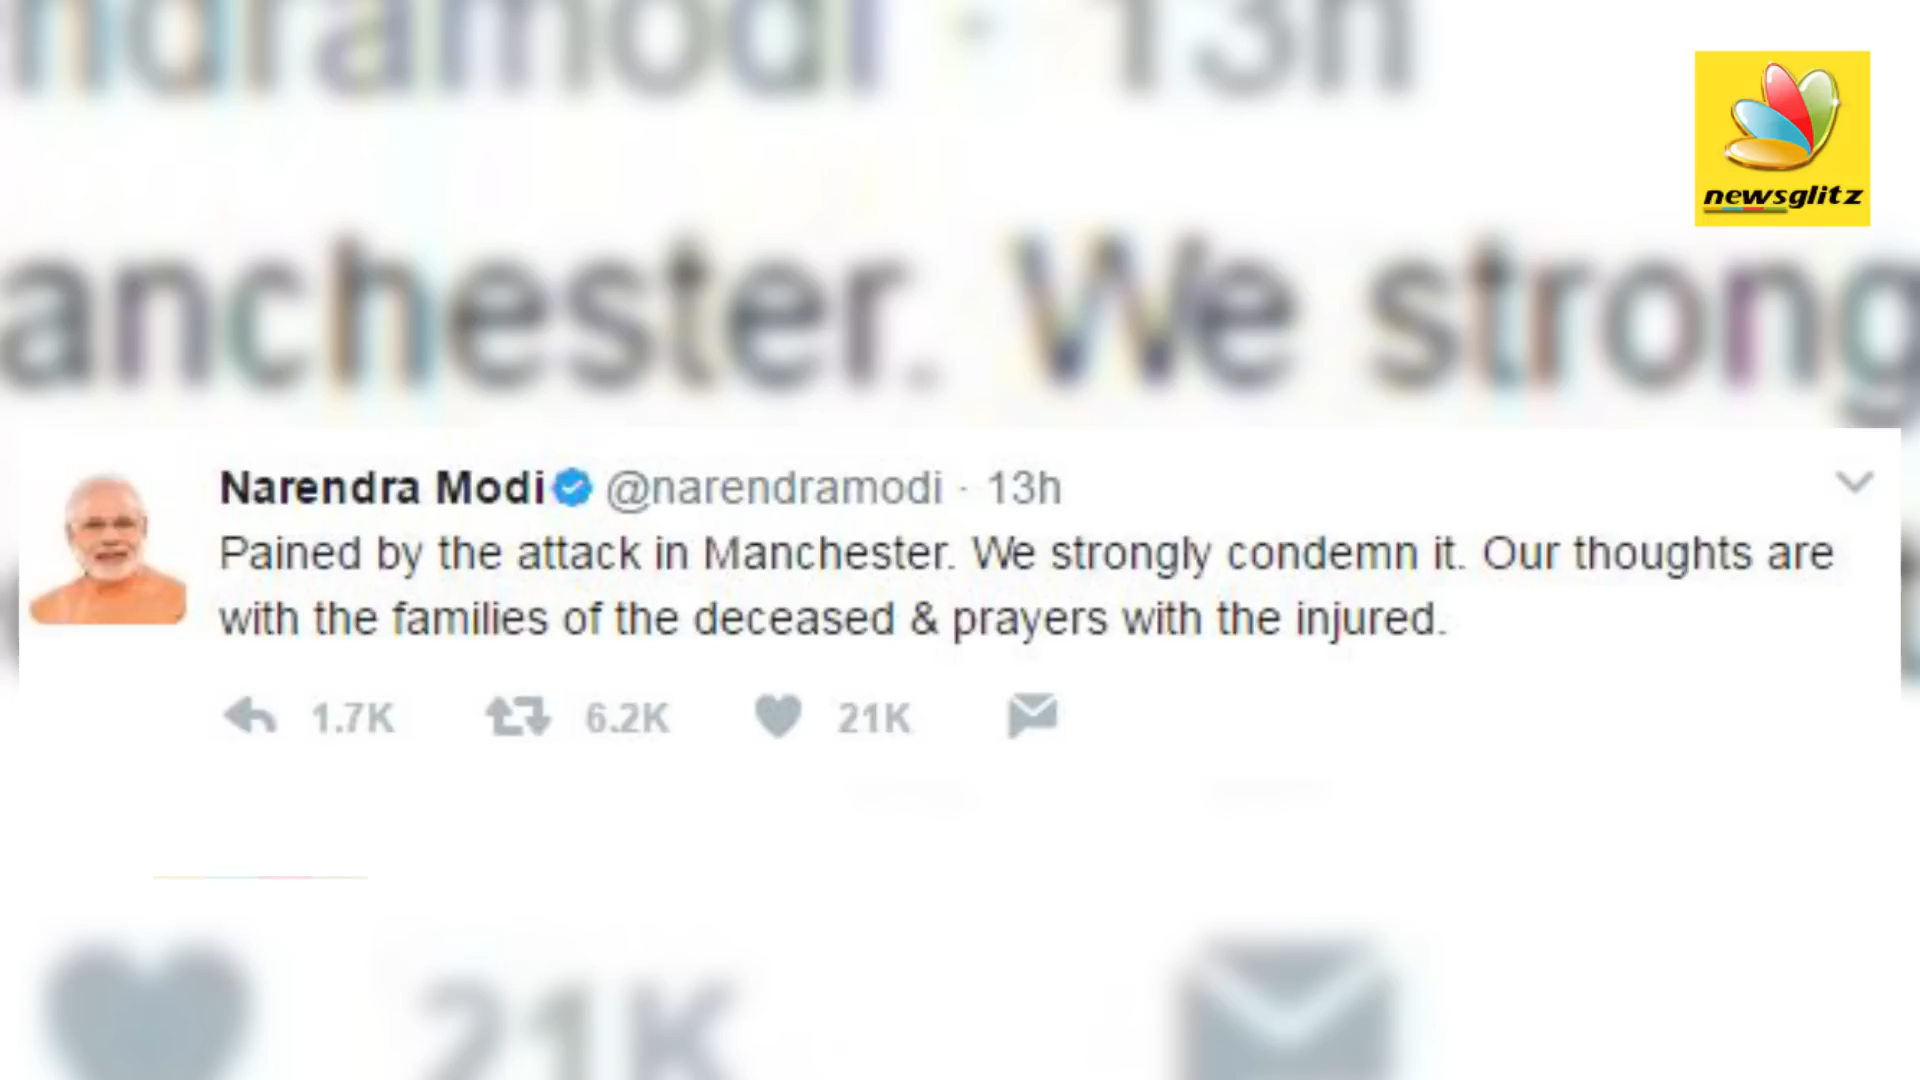 ndramodi · 13h
newsglitz
anchester. We strong
Narendra Modi @narendramodi · 13h
Pained by the attack in Manchester. We strongly condemn it. Our thoughts are
with the families of the deceased & prayers with the injured.
1.7K 6.2K 21K
21K